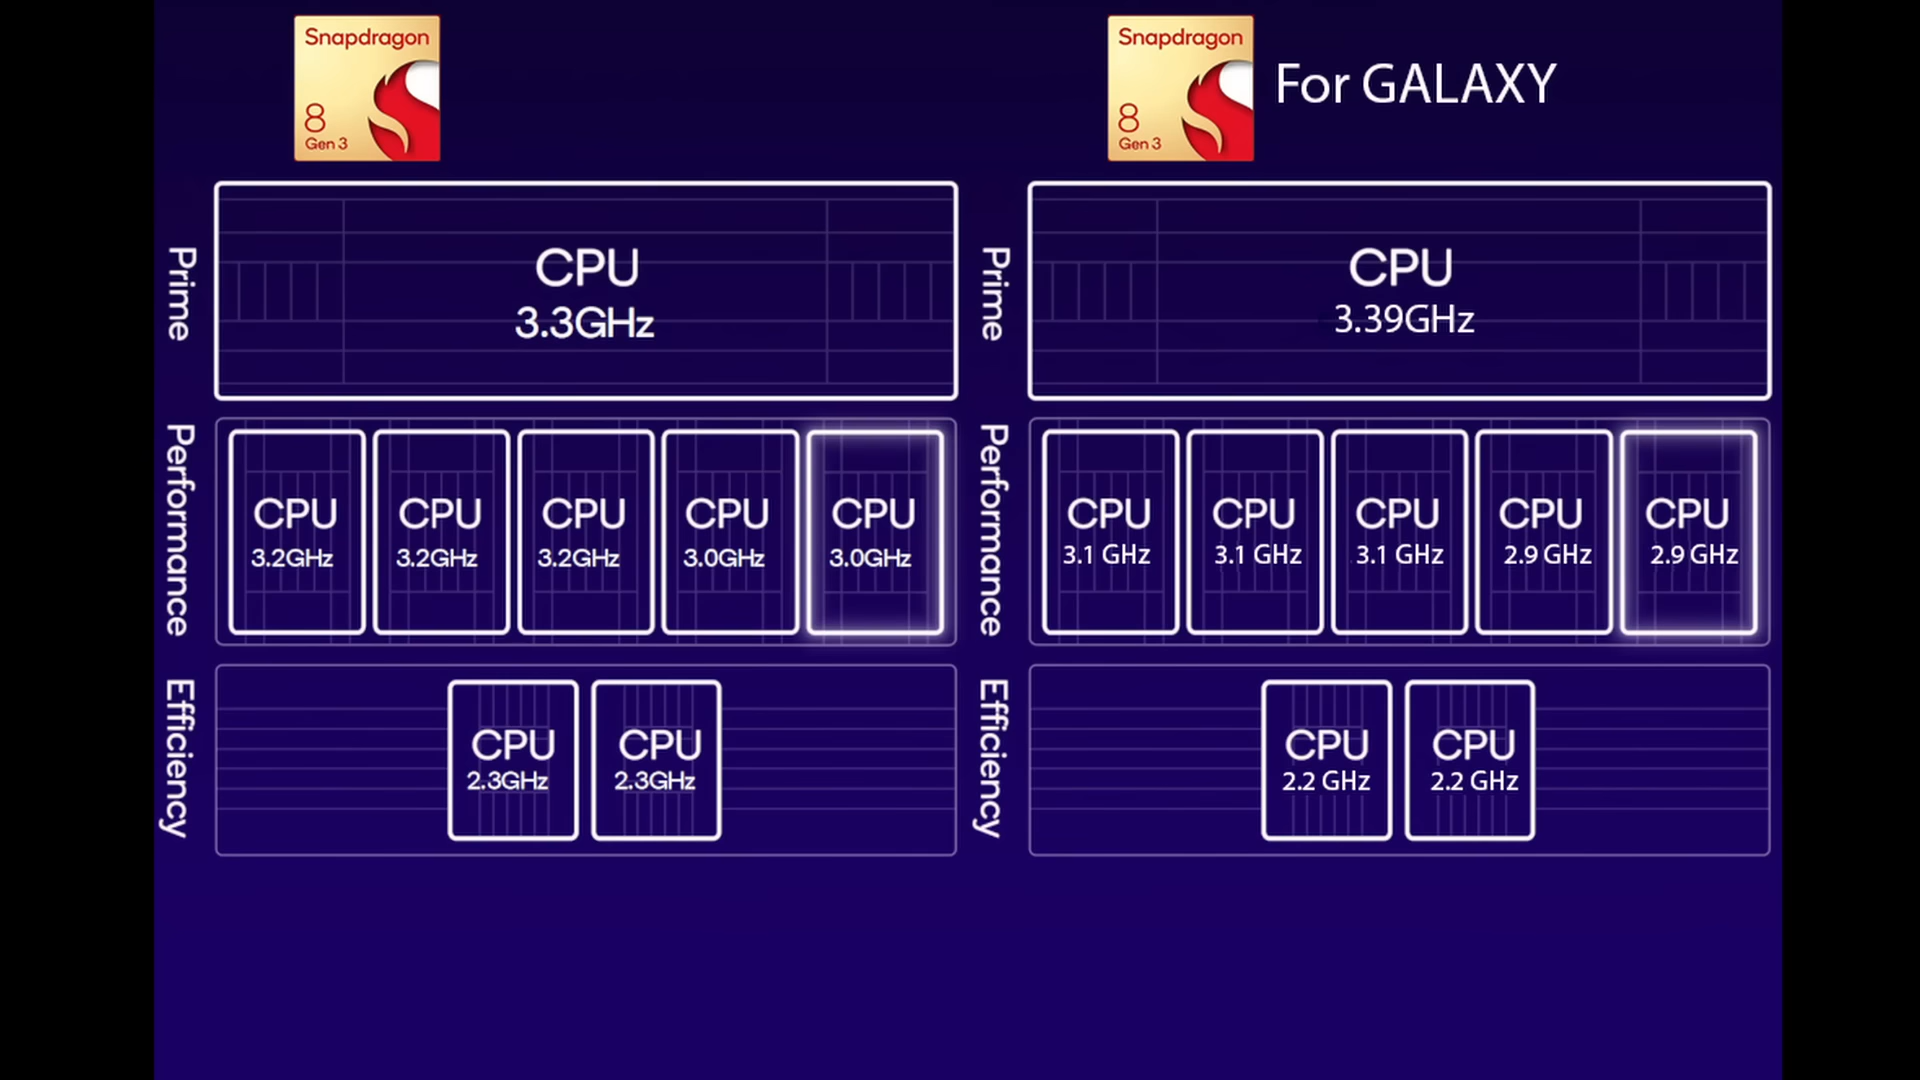 Snapdragon
8
Gen 3
Prime
CPU
3.3GHz
Performance
CPU
3.2GHz
CPU
3.2GHz
CPU
3.2GHz
CPU
3.0GHz
CPU
3.0GHz
Efficiency
CPU
2.3GHz
CPU
2.3GHz
Snapdragon
8
Gen 3
For GALAXY
Prime
CPU
3.39GHz
Performance
CPU
3.1 GHz
CPU
3.1 GHz
CPU
3.1 GHz
CPU
2.9 GHz
CPU
2.9 GHz
Efficiency
CPU
2.2 GHz
CPU
2.2 GHz